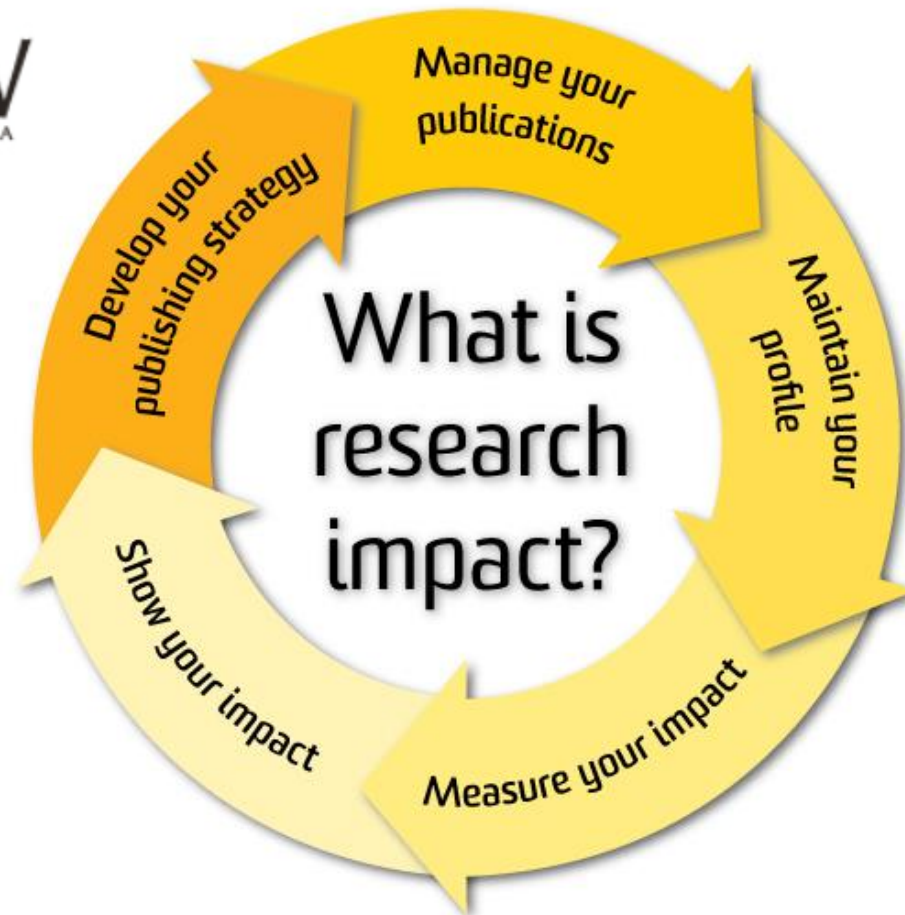 What is
research
impact?
Develop your
publishing strategy
Manage your
publications
Maintain your
profile
Measure your impact
Show your impact